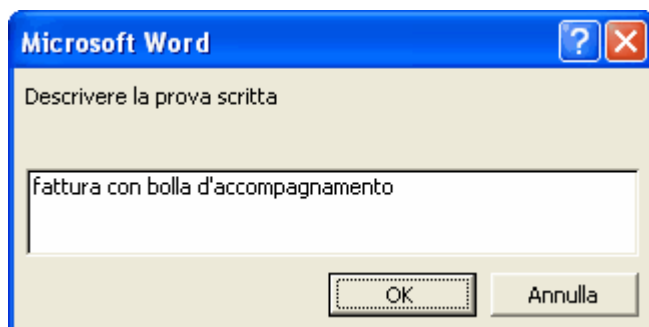 Microsoft Word
Descrivere la prova scritta
fattura con bolla d'accompagnamento
OK
Annulla